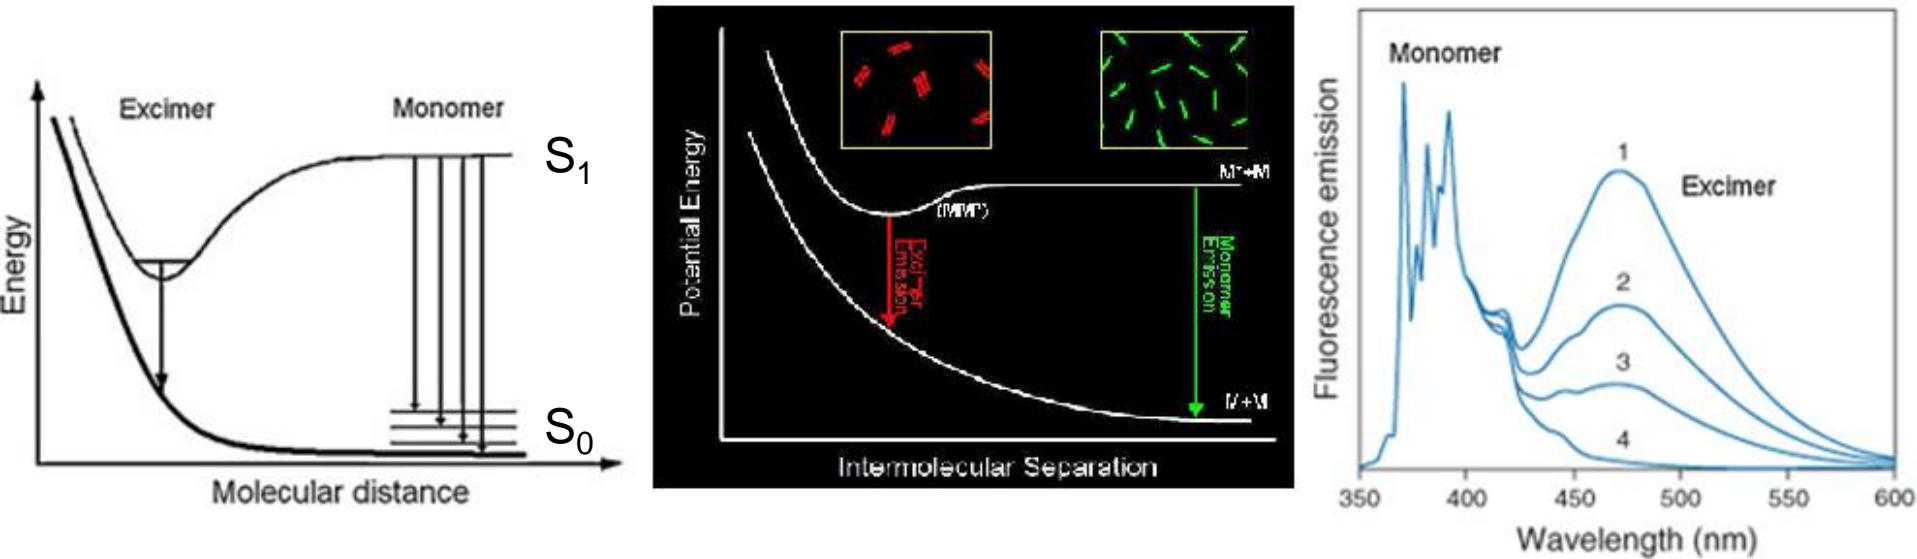 Excimer
Monomer
S1
S0
Energy
Molecular distance
M*+M
(MM*)
Excimer
Emission
Monomer
Emission
M+M
Potential Energy
Intermolecular Separation
Monomer
1
Excimer
2
3
4
Fluorescence emission
350 400 450 500 550 600
Wavelength (nm)